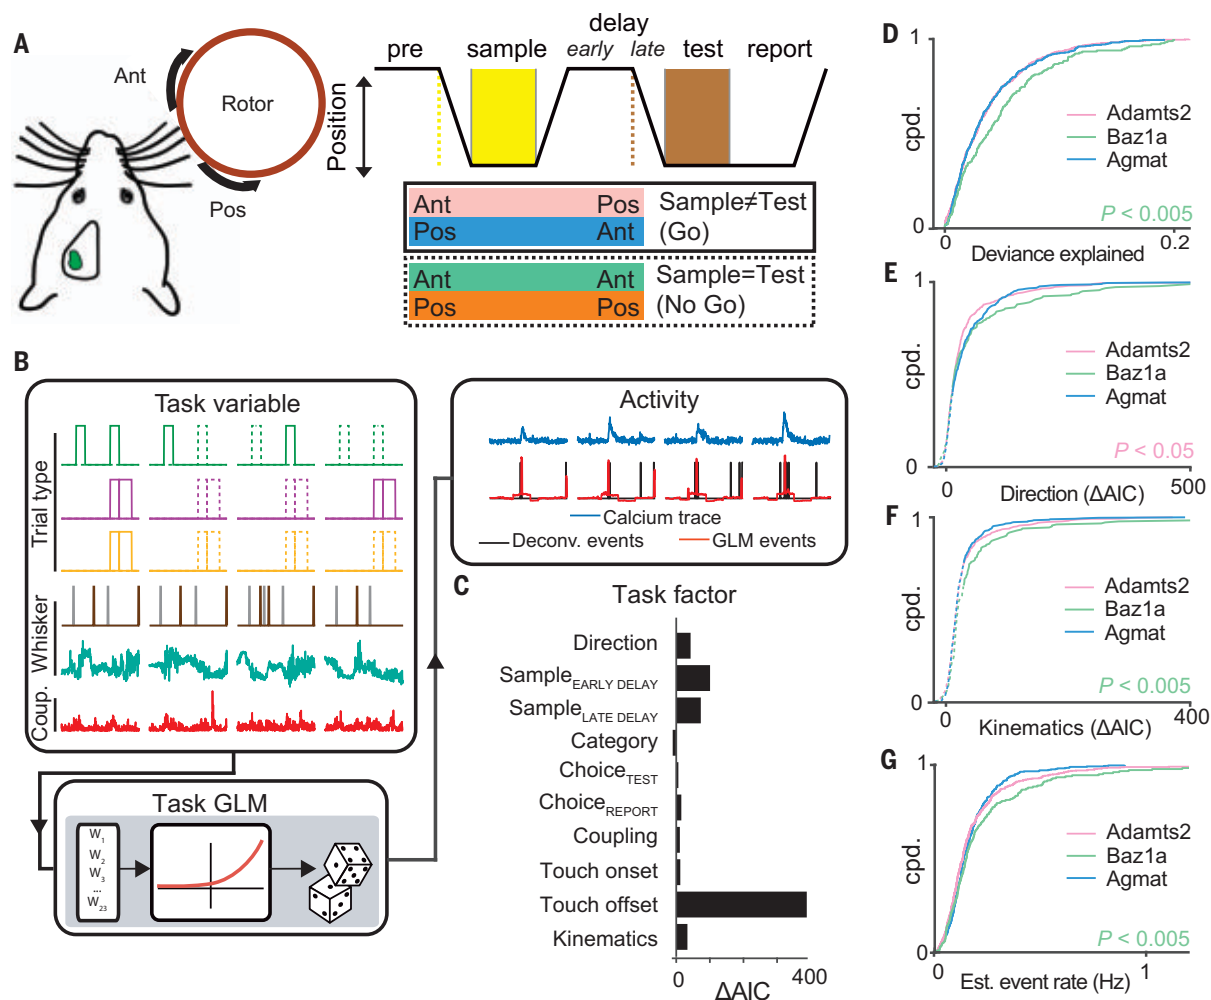 A
Ant
Rotor
Pos
Position
delay
pre
sample
early
late
test
report
Ant Pos
Sample≠Test
Pos Ant
(Go)
Ant Ant
Sample=Test
Pos Pos
(No Go)
B
Task variable
Trial type
Whisker
Coup.
Task GLM
W1
W2
W3
...
W23
Activity
Calcium trace
Deconv. events
GLM events
C
Task factor
Direction
SampleEARLY DELAY
SampleLATE DELAY
Category
ChoiceTEST
ChoiceREPORT
Coupling
Touch onset
Touch offset
Kinematics
0 400
ΔAIC
D
1
cpd.
Adamts2
Baz1a
Agmat
P < 0.005
0
0 0.2
Deviance explained
E
1
cpd.
Adamts2
Baz1a
Agmat
P < 0.05
0
0 500
Direction (ΔAIC)
F
1
cpd.
Adamts2
Baz1a
Agmat
P < 0.005
0
0 400
Kinematics (ΔAIC)
G
1
cpd.
Adamts2
Baz1a
Agmat
P < 0.005
0
0 1
Est. event rate (Hz)